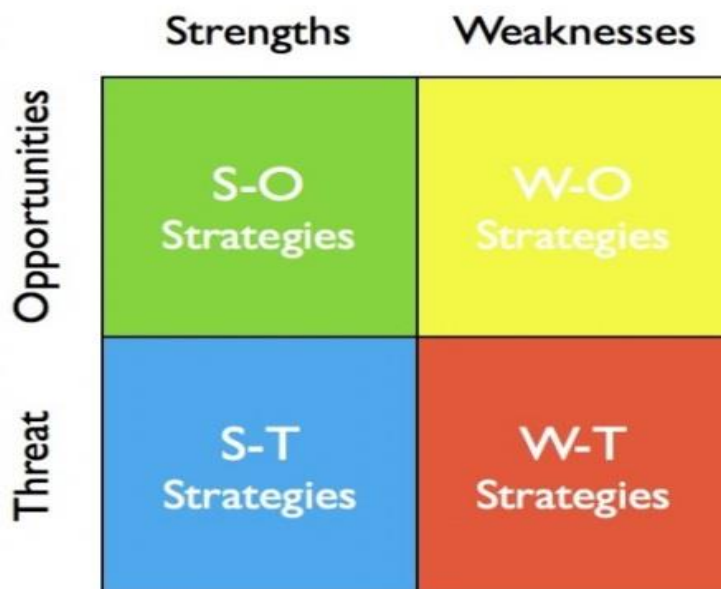 Strengths Weaknesses
Opportunities
S-O
Strategies
W-O
Strategies
Threat
S-T
Strategies
W-T
Strategies